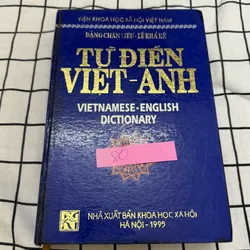 VIỆN KHOA HỌC XÃ HỘI VIỆT NAM
ĐẶNG CHẤN LIÊU - LÊ KHẢ KẾ
TỪ ĐIỂN
VIỆT-ANH
VIETNAMESE-ENGLISH
DICTIONARY
80
NHÀ XUẤT BẢN KHOA HỌC XÃ HỘI
HÀ NỘI - 1995